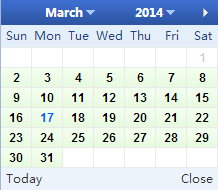 March 2014
Sun Mon Tue Wed Thu Fri Sat
1
2 3 4 5 6 7 8
9 10 11 12 13 14 15
16 17 18 19 20 21 22
23 24 25 26 27 28 29
30 31
Today Close